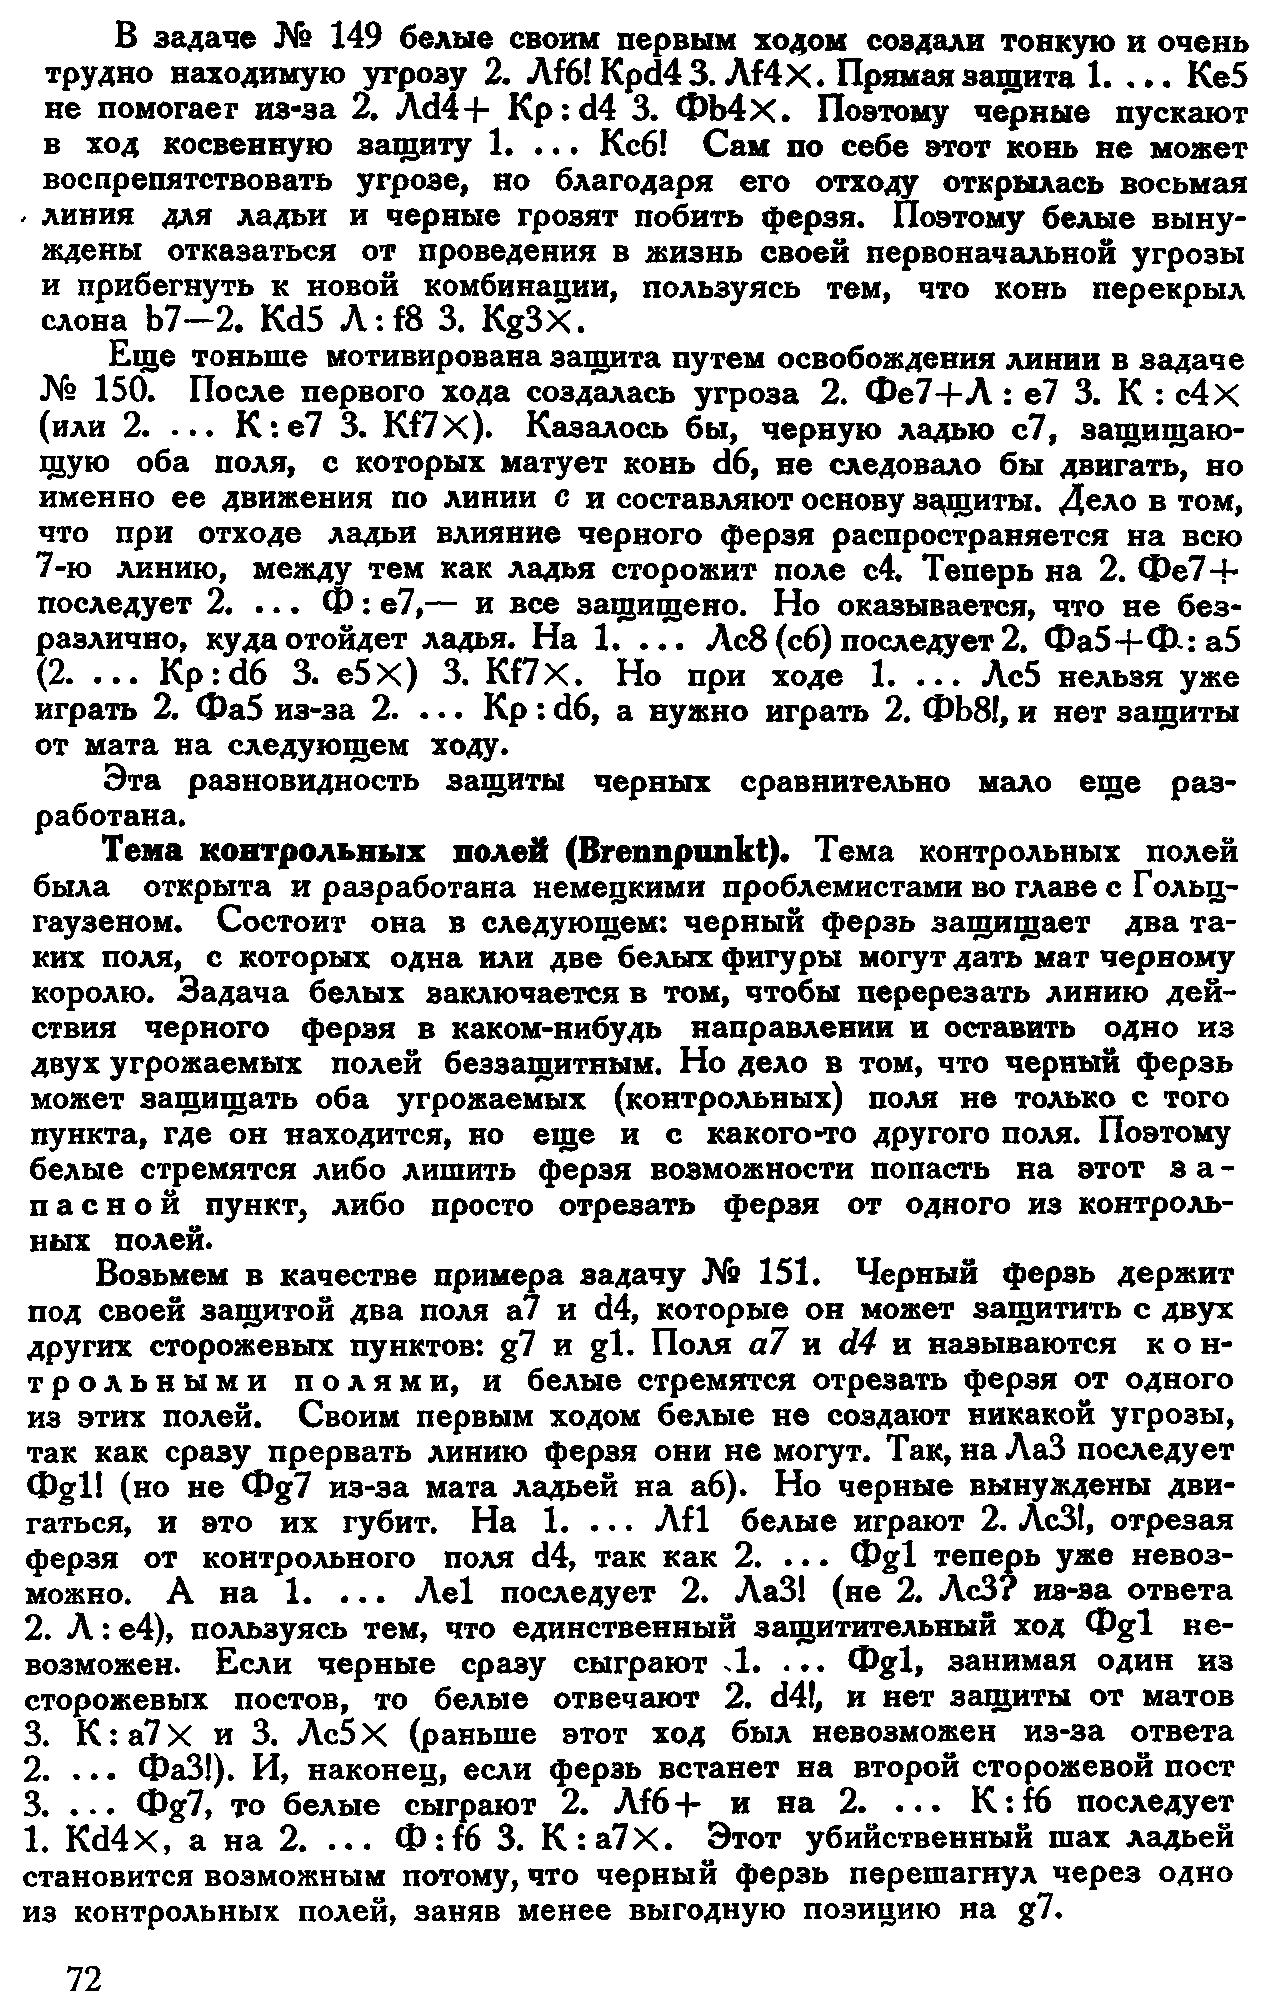 В задаче № 149 белые своим первым ходом создали тонкую и очень
трудно находимую угрозу 2. Лf6! Крd4 3. Лf4×. Прямая защита 1. ... Ке5
не помогает из-за 2. Лd4+ Кр : d4 3. Фb4×. Поэтому черные пускают
в ход косвенную защиту 1. ... Кс6! Сам по себе этот конь не может
воспрепятствовать угрозе, но благодаря его отходу открылась восьмая
линия для ладьи и черные грозят побить ферзя. Поэтому белые выну-
ждены отказаться от проведения в жизнь своей первоначальной угрозы
и прибегнуть к новой комбинации, пользуясь тем, что конь перекрыл
слона b7—2. Kd5 Л : f8 3. Kg3×.
Еще тоньше мотивирована защита путем освобождения линии в задаче
№ 150. После первого хода создалась угроза 2. Фе7+Л : е7 3. К : с4×
(или 2. ... К : е7 3. Kf7×). Казалось бы, черную ладью с7, защищаю-
щую оба поля, с которых матует конь d6, не следовало бы двигать, но
именно ее движения по линии с и составляют основу защиты. Дело в том,
что при отходе ладьи влияние черного ферзя распространяется на всю
7-ю линию, между тем как ладья сторожит поле с4. Теперь на 2. Фе7+
последует 2. ... Ф : е7,— и все защищено. Но оказывается, что не без-
различно, куда отойдет ладья. На 1. ... Лс8 (с6) последует 2. Фа5+Ф : а5
(2. ... Кр : d6 3. е5×) 3. Kf7×. Но при ходе 1. ... Лс5 нельзя уже
играть 2. Фа5 из-за 2. ... Кр : d6, а нужно играть 2. Фb8!, и нет защиты
от мата на следующем ходу.
Эта разновидность защиты черных сравнительно мало еще раз-
работана.
Тема контрольных полей (Brennpunkt). Тема контрольных полей
была открыта и разработана немецкими проблемистами во главе с Гольц-
гаузеном. Состоит она в следующем: черный ферзь защищает два та-
ких поля, с которых одна или две белых фигуры могут дать мат черному
королю. Задача белых заключается в том, чтобы перерезать линию дей-
ствия черного ферзя в каком-нибудь направлении и оставить одно из
двух угрожаемых полей беззащитным. Но дело в том, что черный ферзь
может защищать оба угрожаемых (контрольных) поля не только с того
пункта, где он находится, но еще и с какого-то другого поля. Поэтому
белые стремятся либо лишить ферзя возможности попасть на этот за-
пасной пункт, либо просто отрезать ферзя от одного из контроль-
ных полей.
Возьмем в качестве примера задачу № 151. Черный ферзь держит
под своей защитой два поля а7 и d4, которые он может защитить с двух
других сторожевых пунктов: g7 и g1. Поля а7 и d4 и называются кон-
трольными полями, и белые стремятся отрезать ферзя от одного
из этих полей. Своим первым ходом белые не создают никакой угрозы,
так как сразу прервать линию ферзя они не могут. Так, на Ла3 последует
Фg1! (но не Фg7 из-за мата ладьей на а6). Но черные вынуждены дви-
гаться, и это их губит. На 1. ... Лf1 белые играют 2. Лс3!, отрезая
ферзя от контрольного поля d4, так как 2. ... Фg1 теперь уже невоз-
можно. А на 1. ... Ле1 последует 2. Ла3! (не 2. Лс3? из-за ответа
2. Л : е4), пользуясь тем, что единственный защитительный ход Фg1 не-
возможен. Если черные сразу сыграют 1. ... Фg1, занимая один из
сторожевых постов, то белые отвечают 2. d4!, и нет защиты от матов
3. К : а7× и 3. Лс5× (раньше этот ход был невозможен из-за ответа
2. ... Фа3!). И, наконец, если ферзь встанет на второй сторожевой пост
3. ... Фg7, то белые сыграют 2. Лf6+ и на 2. ... К : f6 последует
1. Kd4×, а на 2. ... Ф : f6 3. К : а7×. Этот убийственный шах ладьей
становится возможным потому, что черный ферзь перешагнул через одно
из контрольных полей, заняв менее выгодную позицию на g7.
72